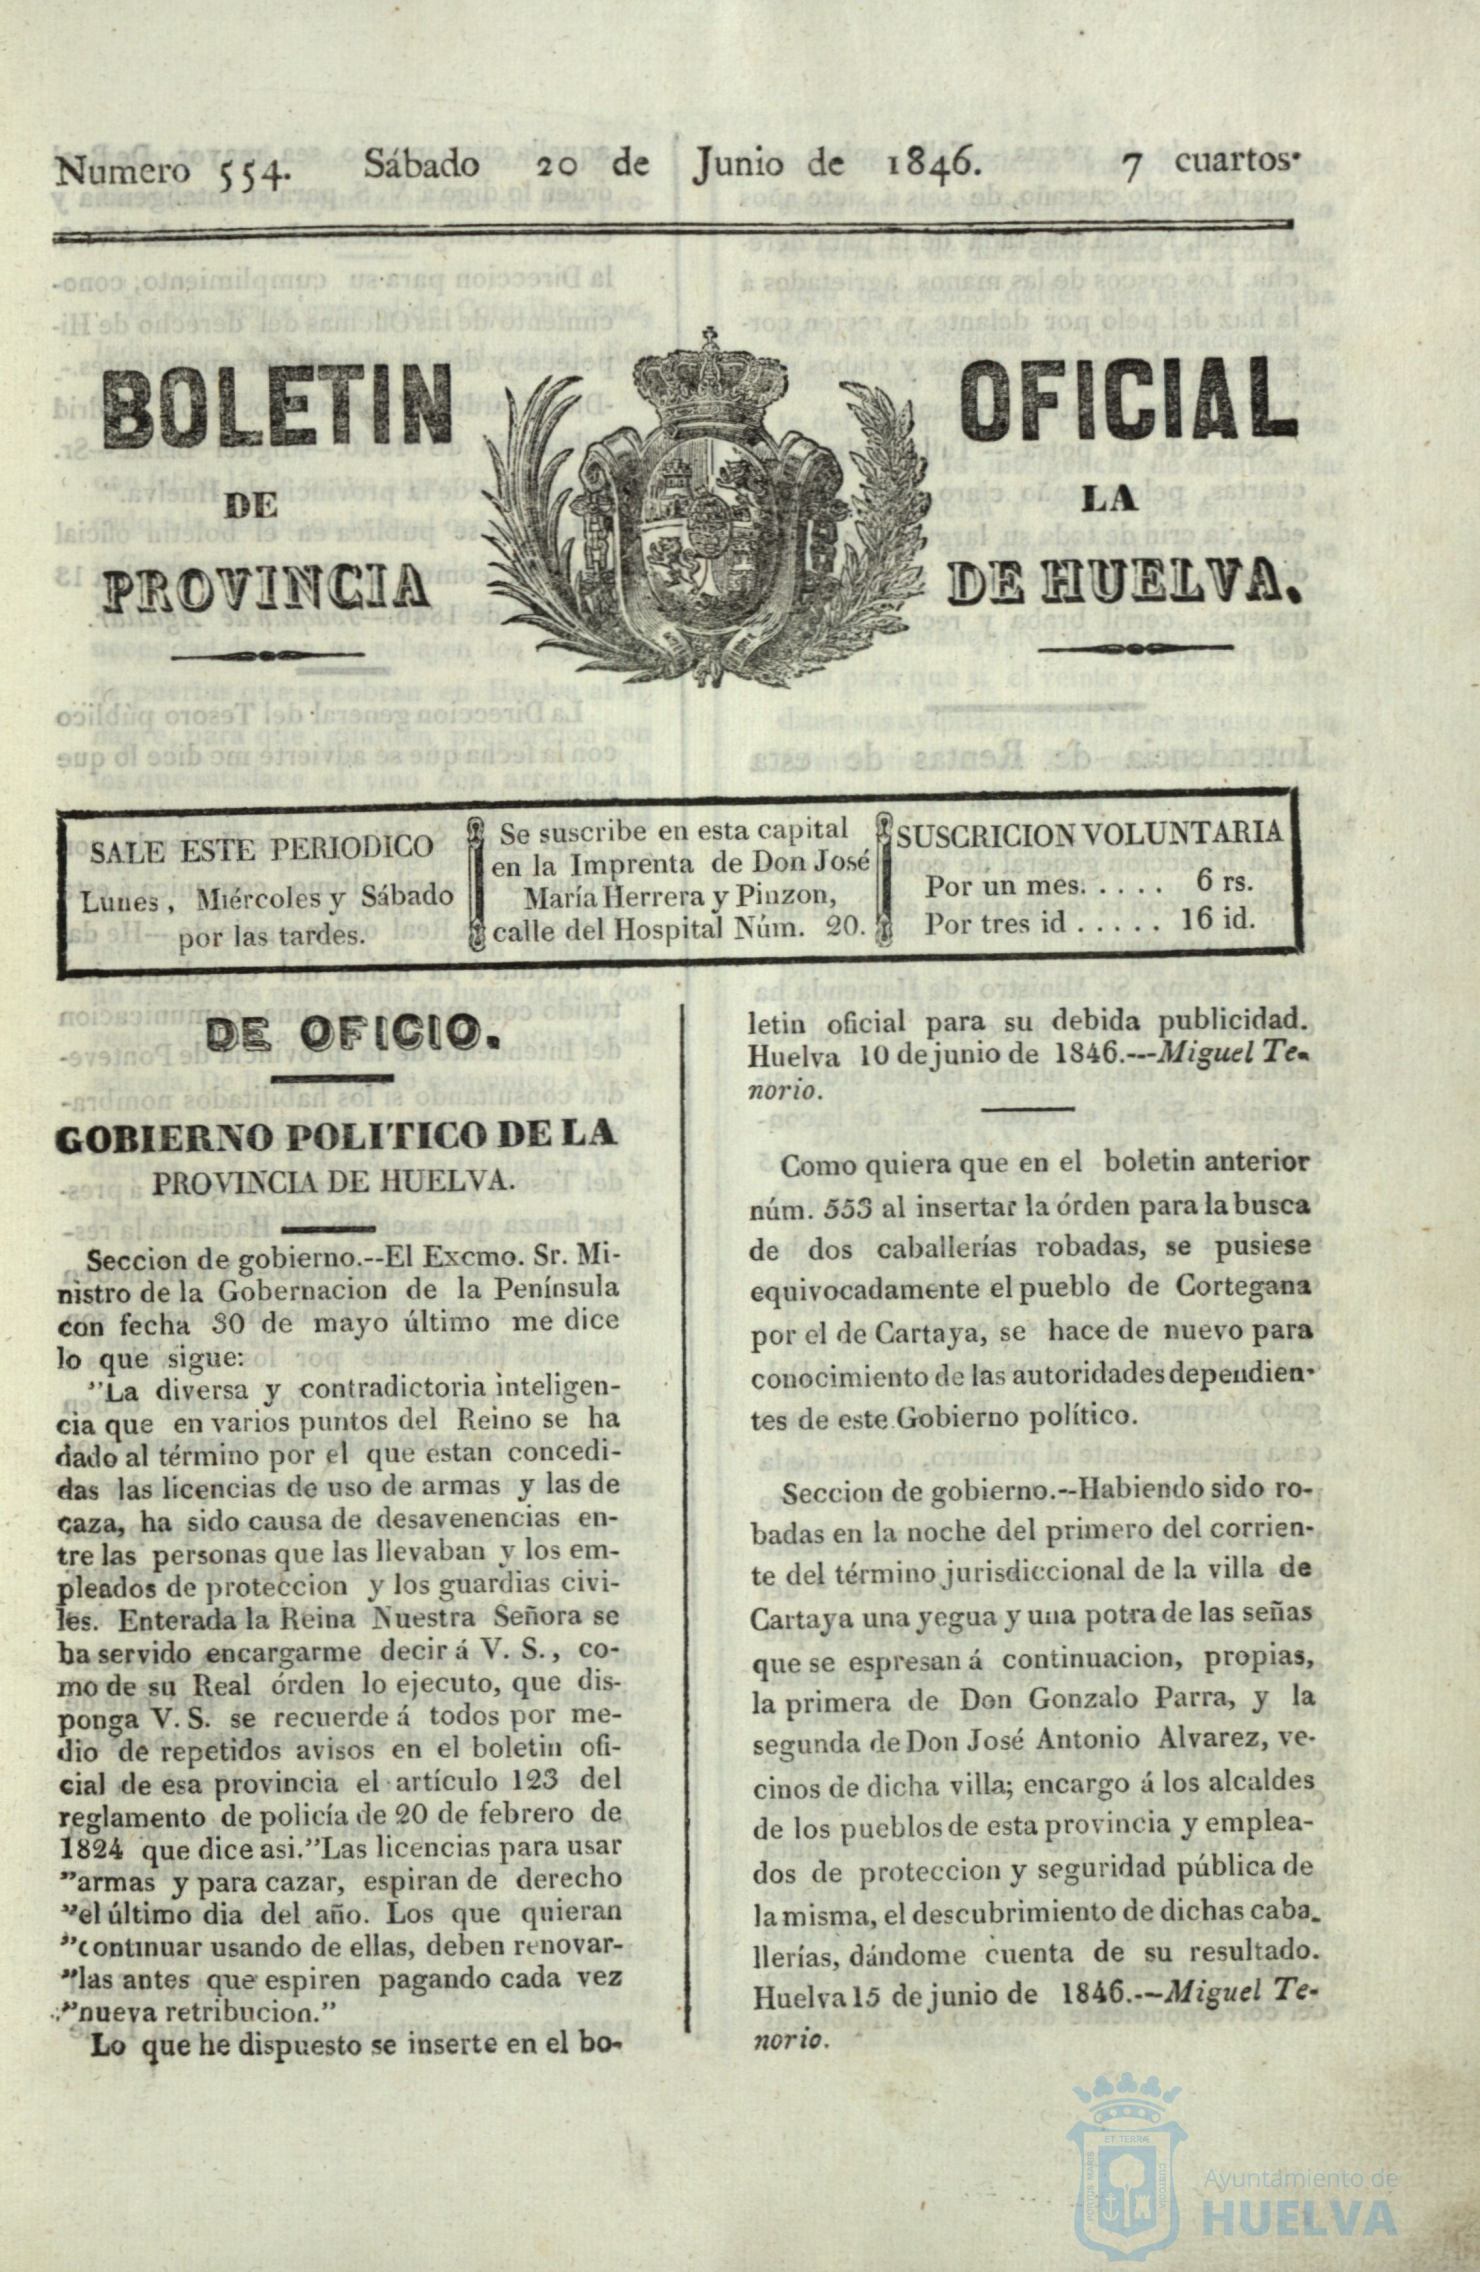 Numero 554. Sábado 20 de Junio de 1846. 7 cuartos.
BOLETIN OFICIAL
DE LA
PROVINCIA DE HUELVA.
SALE ESTE PERIODICO
Lunes, Miércoles y Sábado
por las tardes.
Se suscribe en esta capital
en la Imprenta de Don José
María Herrera y Pinzon,
calle del Hospital Núm. 20.
SUSCRICION VOLUNTARIA
Por un mes. . . . . 6 rs.
Por tres id . . . . . 16 id.
DE OFICIO.
GOBIERNO POLITICO DE LA
PROVINCIA DE HUELVA.
Seccion de gobierno.--El Excmo. Sr. Mi-
nistro de la Gobernacion de la Península
con fecha 30 de mayo último me dice
lo que sigue:
"La diversa y contradictoria inteligen-
cia que en varios puntos del Reino se ha
dado al término por el que estan concedi-
das las licencias de uso de armas y las de
caza, ha sido causa de desavenencias en-
tre las personas que las llevaban y los em-
pleados de proteccion y los guardias civi-
les. Enterada la Reina Nuestra Señora se
ha servido encargarme decir á V. S., co-
mo de su Real órden lo ejecuto, que dis-
ponga V. S. se recuerde á todos por me-
dio de repetidos avisos en el boletin ofi-
cial de esa provincia el artículo 123 del
reglamento de policía de 20 de febrero de
1824 que dice asi."Las licencias para usar
"armas y para cazar, espiran de derecho
"el último dia del año. Los que quieran
"continuar usando de ellas, deben renovar-
"las antes que espiren pagando cada vez
"nueva retribucion."
Lo que he dispuesto se inserte en el bo-
letin oficial para su debida publicidad.
Huelva 10 de junio de 1846.---Miguel Te-
norio.
Como quiera que en el boletin anterior
núm. 553 al insertar la órden para la busca
de dos caballerías robadas, se pusiese
equivocadamente el pueblo de Cortegana
por el de Cartaya, se hace de nuevo para
conocimiento de las autoridades dependien-
tes de este Gobierno político.
Seccion de gobierno.--Habiendo sido ro-
badas en la noche del primero del corrien-
te del término jurisdiccional de la villa de
Cartaya una yegua y una potra de las señas
que se espresan á continuacion, propias,
la primera de Don Gonzalo Parra, y la
segunda de Don José Antonio Alvarez, ve-
cinos de dicha villa; encargo á los alcaldes
de los pueblos de esta provincia y emplea-
dos de proteccion y seguridad pública de
la misma, el descubrimiento de dichas caba-
llerías, dándome cuenta de su resultado.
Huelva 15 de junio de 1846.--Miguel Te-
norio.
ET TERRÆ
PORTUS MARIS
CUSTODIA
Ayuntamiento de
HUELVA